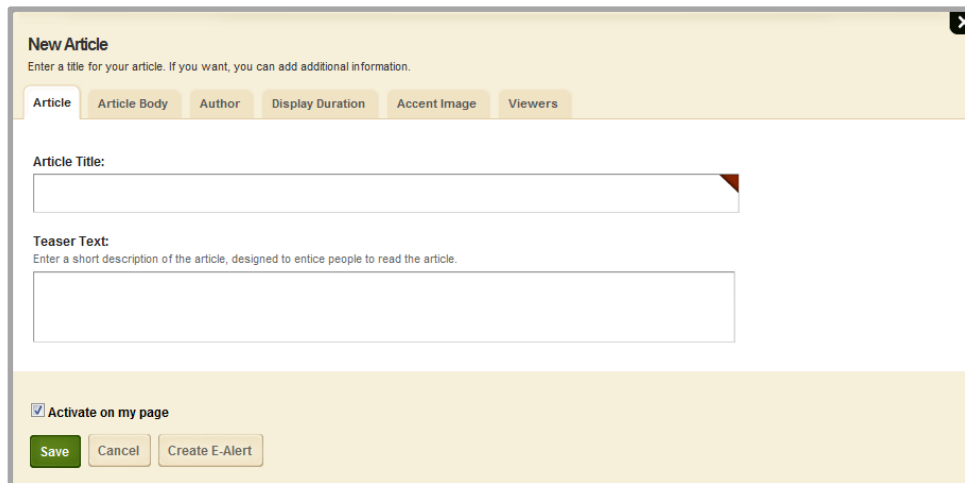 New Article
Enter a title for your article. If you want, you can add additional information.
Article Article Body Author Display Duration Accent Image Viewers
Article Title:
Teaser Text:
Enter a short description of the article, designed to entice people to read the article.
Activate on my page
Save Cancel Create E-Alert